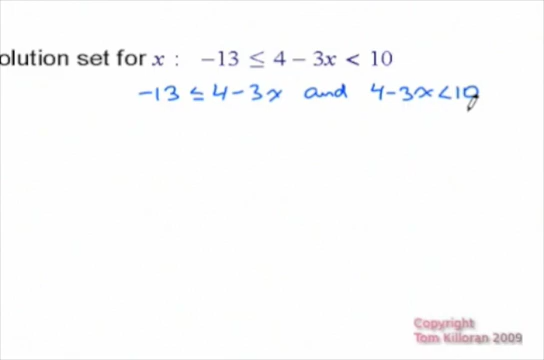 olution set for x :  −13 ≤ 4 − 3x < 10
−13 ≤ 4 − 3x and 4 − 3x < 10
Copyright
Tom Killoran 2009